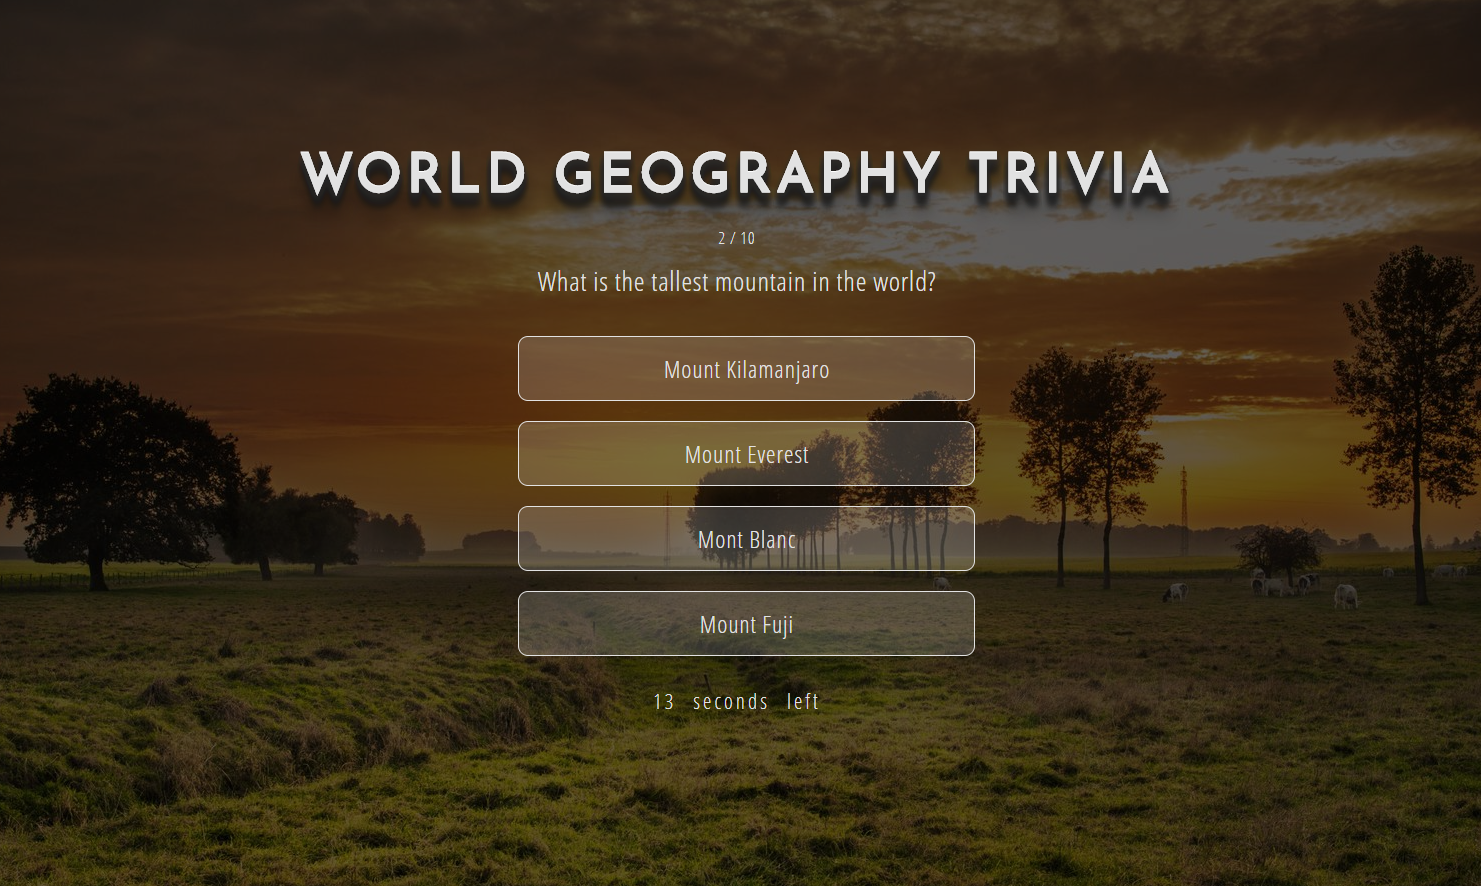 WORLD GEOGRAPHY TRIVIA
2 / 10
What is the tallest mountain in the world?
Mount Kilamanjaro
Mount Everest
Mont Blanc
Mount Fuji
13 seconds left